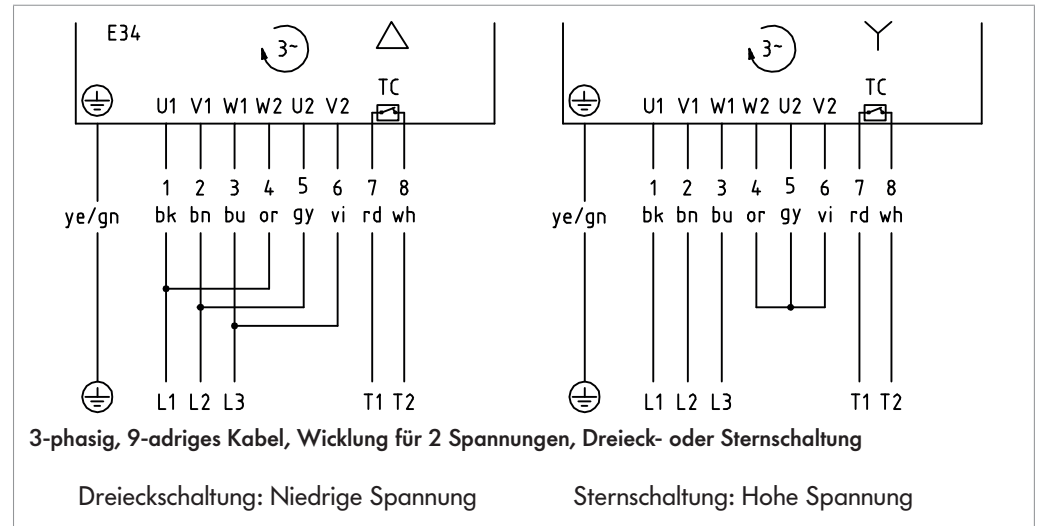 E34 3~ 3~
TC TC
U1 V1 W1 W2 U2 V2 U1 V1 W1 W2 U2 V2
1 2 3 4 5 6 7 8 1 2 3 4 5 6 7 8
ye/gn bk bn bu or gy vi rd wh ye/gn bk bn bu or gy vi rd wh
L1 L2 L3 T1 T2 L1 L2 L3 T1 T2
3-phasig, 9-adriges Kabel, Wicklung für 2 Spannungen, Dreieck- oder Sternschaltung
Dreieckschaltung: Niedrige Spannung Sternschaltung: Hohe Spannung